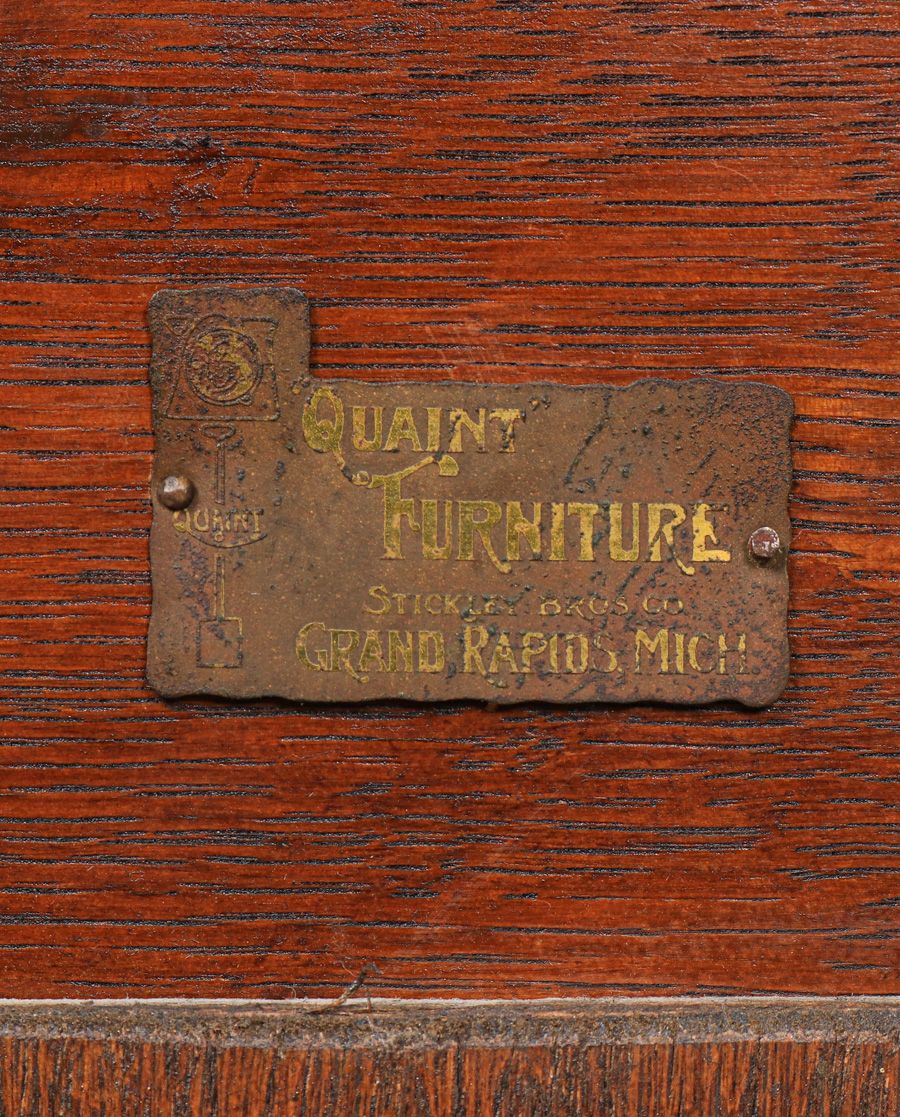 "QUAINT"
FURNITURE
QUAINT
STICKLEY BROS CO
GRAND RAPIDS, MICH.